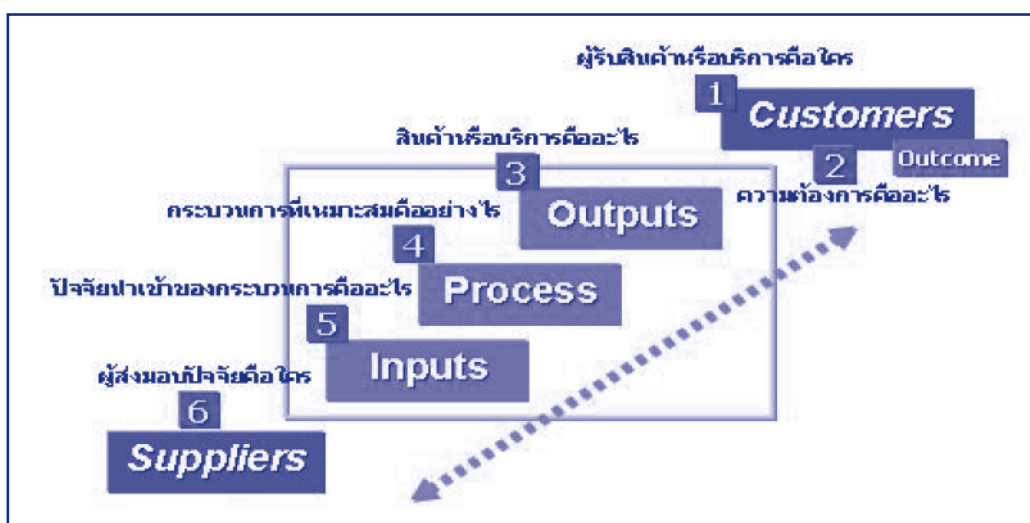 ผู้รับสินค้าหรือบริการคือใคร
1
Customers
Outcome
2
ความต้องการคืออะไร
สินค้าหรือบริการคืออะไร
3
Outputs
กระบวนการที่เหมาะสมคืออย่างไร
4
Process
ปัจจัยนำเข้าของกระบวนการคืออะไร
5
Inputs
ผู้ส่งมอบปัจจัยคือใคร
6
Suppliers